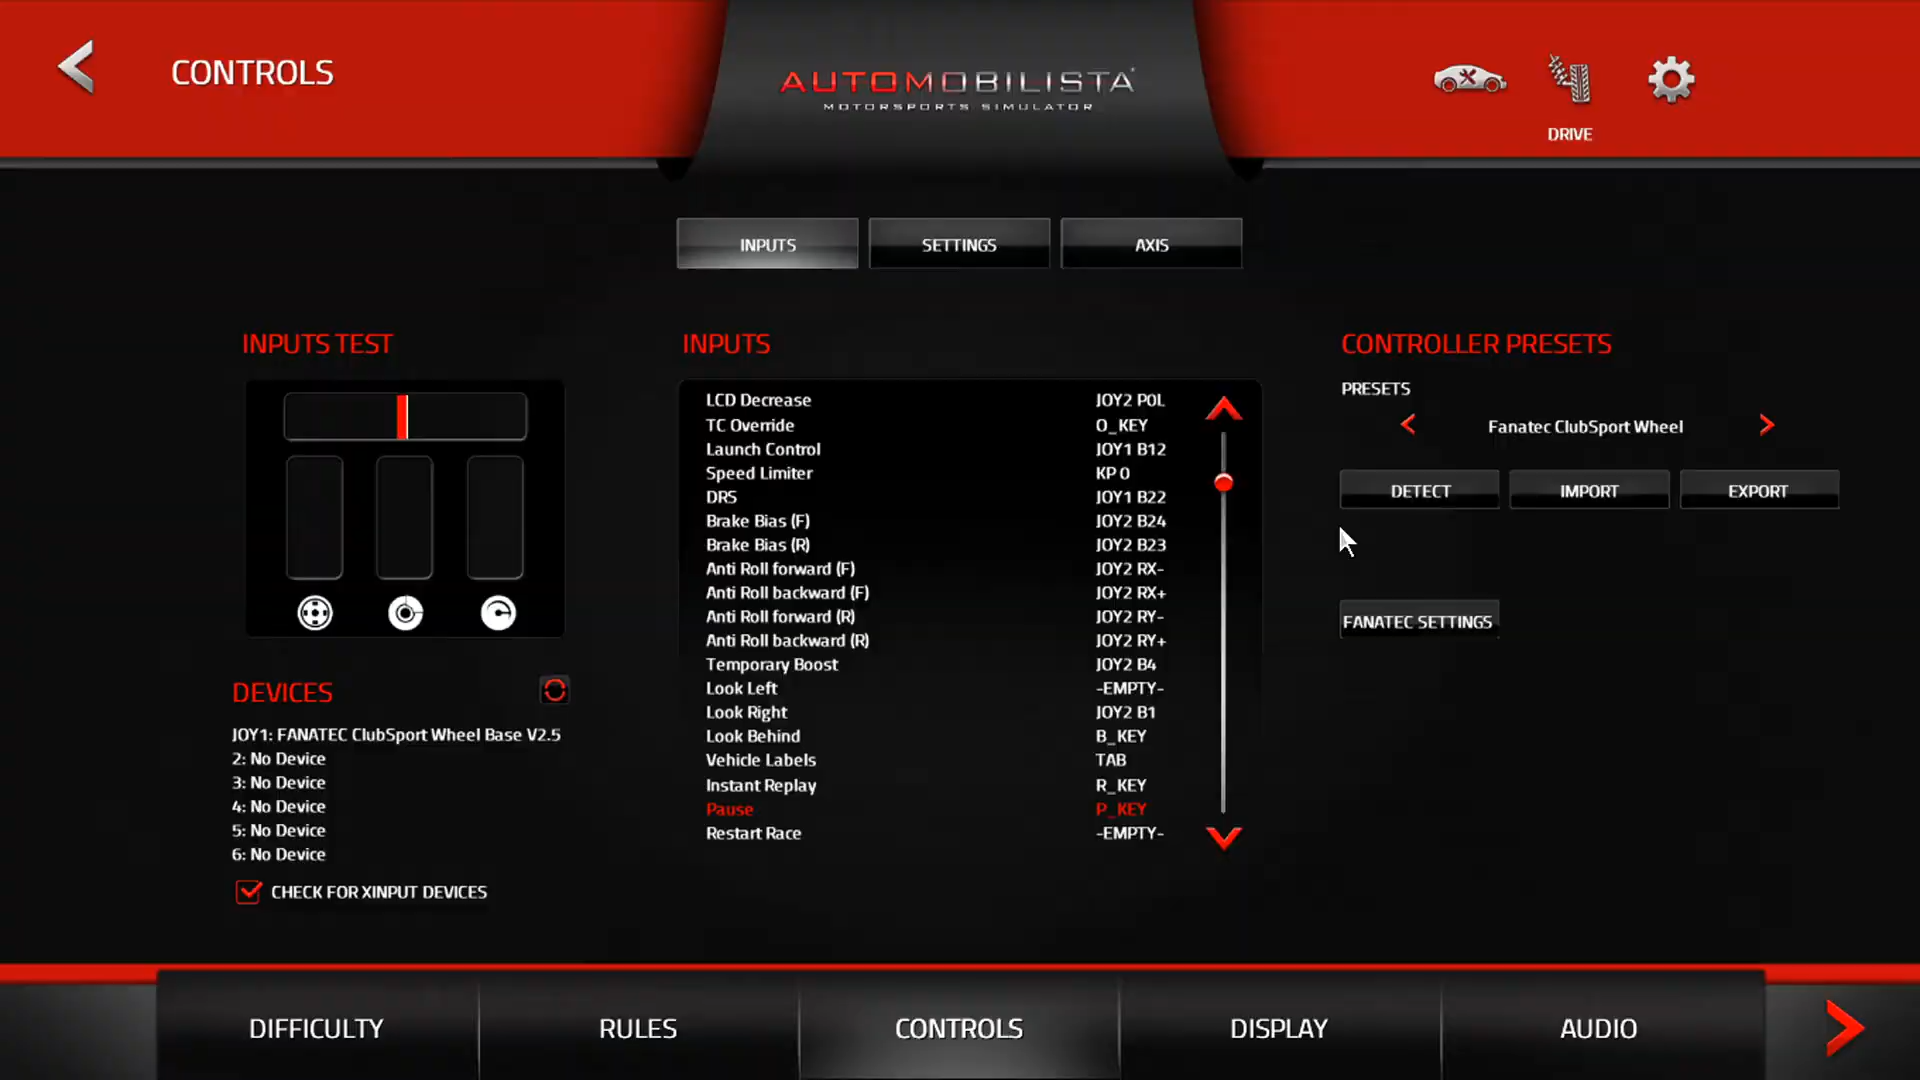 CONTROLS
AUTOMOBILISTA
MOTORSPORTS SIMULATOR
DRIVE
INPUTS
SETTINGS
AXIS
INPUTS TEST
INPUTS
LCD Decrease JOY2 P0L
TC Override O_KEY
Launch Control JOY1 B12
Speed Limiter KP 0
DRS JOY1 B22
Brake Bias (F) JOY2 B24
Brake Bias (R) JOY2 B23
Anti Roll forward (F) JOY2 RX-
Anti Roll backward (F) JOY2 RX+
Anti Roll forward (R) JOY2 RY-
Anti Roll backward (R) JOY2 RY+
Temporary Boost JOY2 B4
Look Left -EMPTY-
Look Right JOY2 B1
Look Behind B_KEY
Vehicle Labels TAB
Instant Replay R_KEY
Pause P_KEY
Restart Race -EMPTY-
CONTROLLER PRESETS
PRESETS
Fanatec ClubSport Wheel
DETECT
IMPORT
EXPORT
FANATEC SETTINGS
DEVICES
JOY1: FANATEC ClubSport Wheel Base V2.5
2: No Device
3: No Device
4: No Device
5: No Device
6: No Device
CHECK FOR XINPUT DEVICES
DIFFICULTY
RULES
CONTROLS
DISPLAY
AUDIO